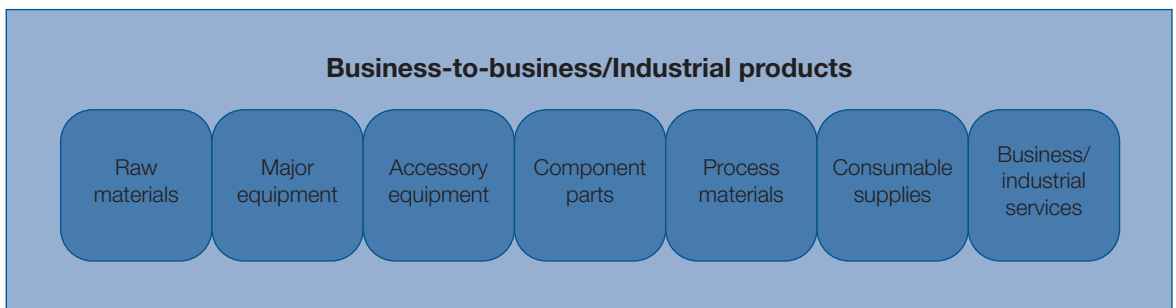 Business-to-business/Industrial products
Raw
materials
Major
equipment
Accessory
equipment
Component
parts
Process
materials
Consumable
supplies
Business/
industrial
services